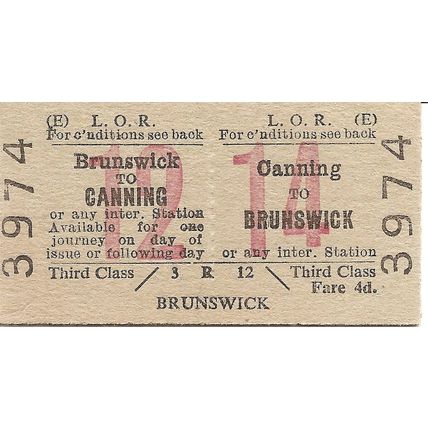 3974
(E) L. O. R.
For c'nditions see back
Brunswick
TO
CANNING
or any inter. Station
Available for one
journey on day of
issue or following day
Third Class
12
L. O. R. (E)
For c'nditions see back
Canning
TO
BRUNSWICK
or any inter. Station
Third Class
Fare 4d.
14
/ 3 R 12 /
BRUNSWICK
3974